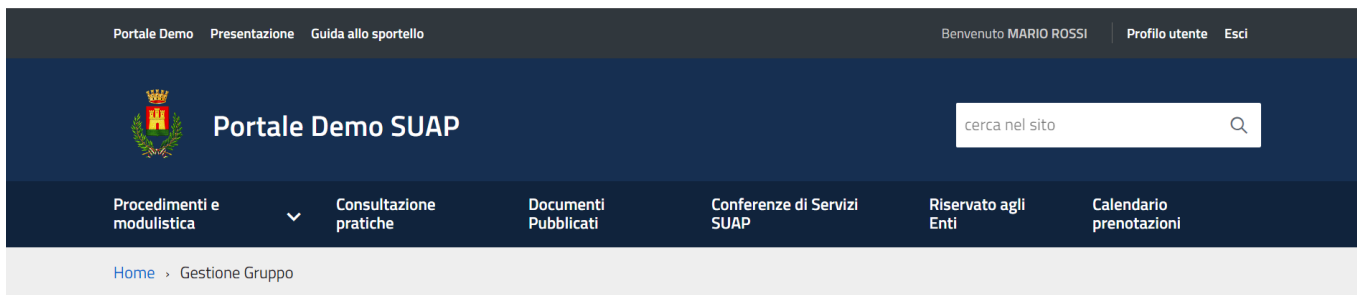 Portale Demo Presentazione Guida allo sportello Benvenuto MARIO ROSSI Profilo utente Esci
Portale Demo SUAP cerca nel sito
Procedimenti e modulistica
Consultazione pratiche
Documenti Pubblicati
Conferenze di Servizi SUAP
Riservato agli Enti
Calendario prenotazioni
Home › Gestione Gruppo